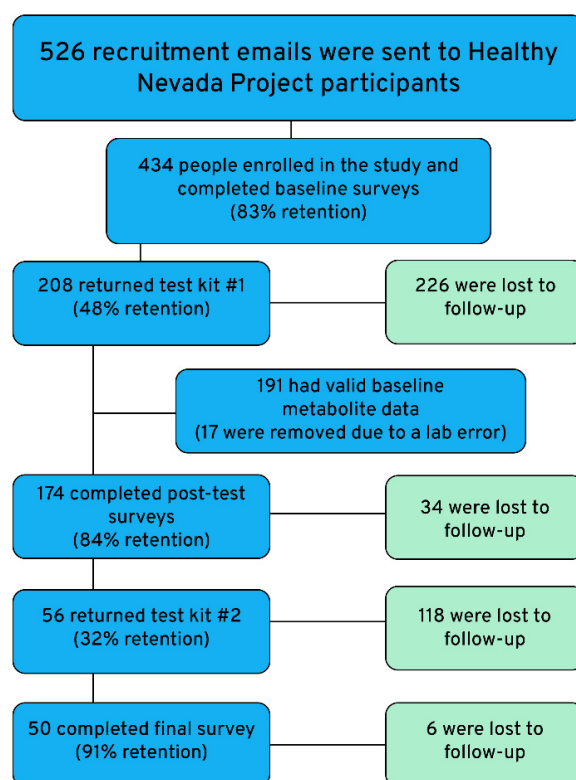 526 recruitment emails were sent to Healthy
Nevada Project participants
434 people enrolled in the study and
completed baseline surveys
(83% retention)
208 returned test kit #1
(48% retention)
226 were lost to
follow-up
191 had valid baseline
metabolite data
(17 were removed due to a lab error)
174 completed post-test
surveys
(84% retention)
34 were lost to
follow-up
56 returned test kit #2
(32% retention)
118 were lost to
follow-up
50 completed final survey
(91% retention)
6 were lost to
follow-up